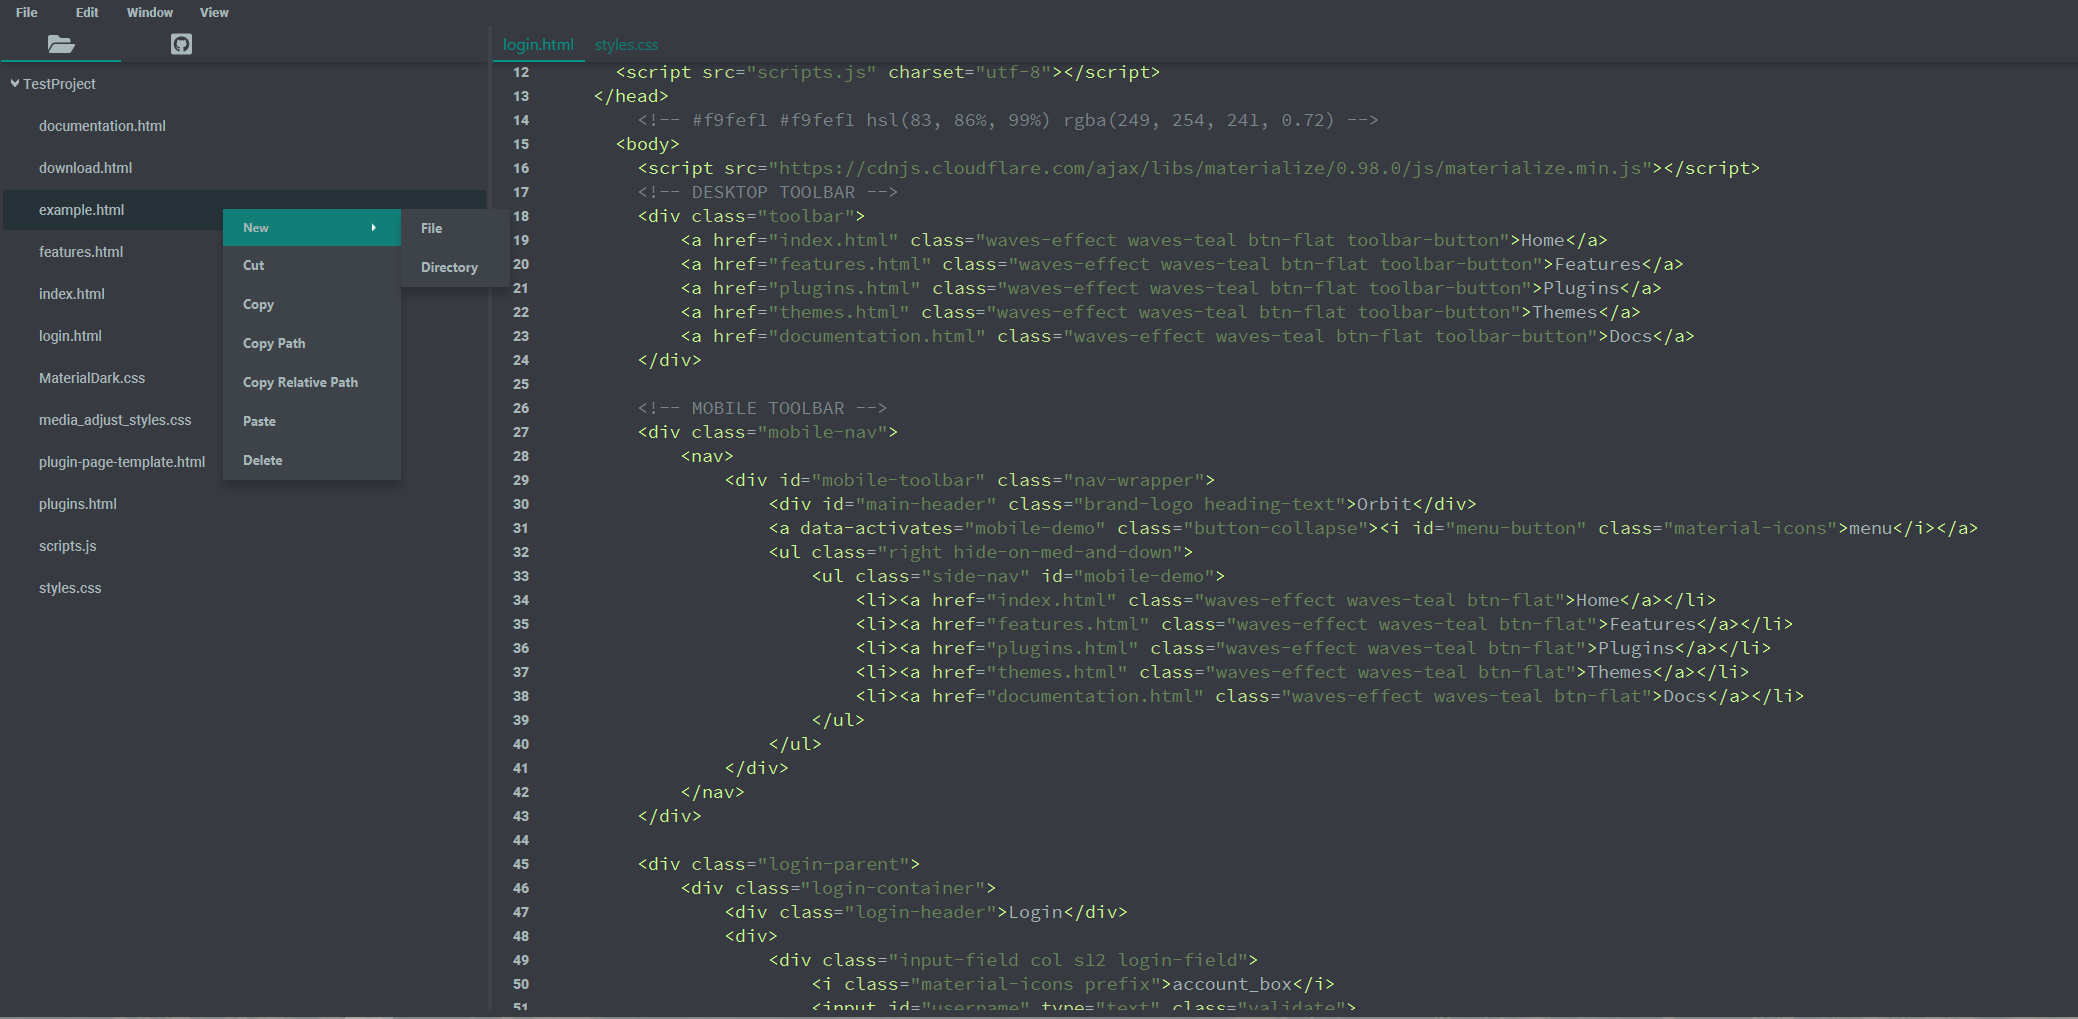 File Edit Window View
TestProject
documentation.html
download.html
example.html
features.html
index.html
login.html
MaterialDark.css
media_adjust_styles.css
plugin-page-template.html
plugins.html
scripts.js
styles.css
New
Cut
Copy
Copy Path
Copy Relative Path
Paste
Delete
File
Directory
login.html styles.css
12 <script src="scripts.js" charset="utf-8"></script>
13 </head>
14 <!-- #f9fef1 #f9fef1 hsl(83, 86%, 99%) rgba(249, 254, 241, 0.72) -->
15 <body>
16 <script src="https://cdnjs.cloudflare.com/ajax/libs/materialize/0.98.0/js/materialize.min.js"></script>
17 <!-- DESKTOP TOOLBAR -->
18 <div class="toolbar">
19 <a href="index.html" class="waves-effect waves-teal btn-flat toolbar-button">Home</a>
20 <a href="features.html" class="waves-effect waves-teal btn-flat toolbar-button">Features</a>
21 <a href="plugins.html" class="waves-effect waves-teal btn-flat toolbar-button">Plugins</a>
22 <a href="themes.html" class="waves-effect waves-teal btn-flat toolbar-button">Themes</a>
23 <a href="documentation.html" class="waves-effect waves-teal btn-flat toolbar-button">Docs</a>
24 </div>
25
26 <!-- MOBILE TOOLBAR -->
27 <div class="mobile-nav">
28 <nav>
29 <div id="mobile-toolbar" class="nav-wrapper">
30 <div id="main-header" class="brand-logo heading-text">Orbit</div>
31 <a data-activates="mobile-demo" class="button-collapse"><i id="menu-button" class="material-icons">menu</i></a>
32 <ul class="right hide-on-med-and-down">
33 <ul class="side-nav" id="mobile-demo">
34 <li><a href="index.html" class="waves-effect waves-teal btn-flat">Home</a></li>
35 <li><a href="features.html" class="waves-effect waves-teal btn-flat">Features</a></li>
36 <li><a href="plugins.html" class="waves-effect waves-teal btn-flat">Plugins</a></li>
37 <li><a href="themes.html" class="waves-effect waves-teal btn-flat">Themes</a></li>
38 <li><a href="documentation.html" class="waves-effect waves-teal btn-flat">Docs</a></li>
39 </ul>
40 </ul>
41 </div>
42 </nav>
43 </div>
44
45 <div class="login-parent">
46 <div class="login-container">
47 <div class="login-header">Login</div>
48 <div>
49 <div class="input-field col s12 login-field">
50 <i class="material-icons prefix">account_box</i>
51 <input id="username" type="text" class="validate">